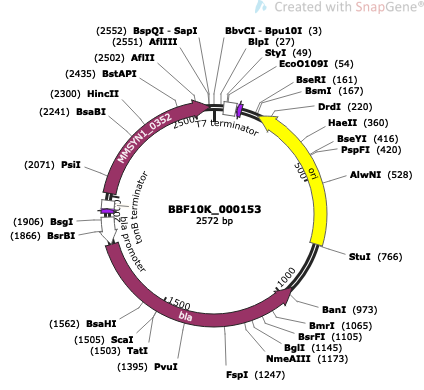 Created with SnapGene®
(2552) BspQI - SapI
(2551) AflIII
(2502) AflII
(2435) BstAPI
(2300) HincII
(2241) BsaBI
(2071) PsiI
(1906) BsgI
(1866) BsrBI
(1562) BsaHI
(1505) ScaI
(1503) TatI
(1395) PvuI
BbvCI - Bpu10I (3)
BlpI (27)
StyI (49)
EcoO109I (54)
BseRI (161)
BsmI (167)
DrdI (220)
HaeII (360)
BseYI (416)
PspFI (420)
AlwNI (528)
StuI (766)
BanI (973)
BmrI (1065)
BsrFI (1105)
BglI (1145)
NmeAIII (1173)
FspI (1247)
MMSYN1_0352
2500
T7 terminator
ori
500
1000
1500
bla
bla promoter
tonB terminator
BBF10K_000153
2572 bp